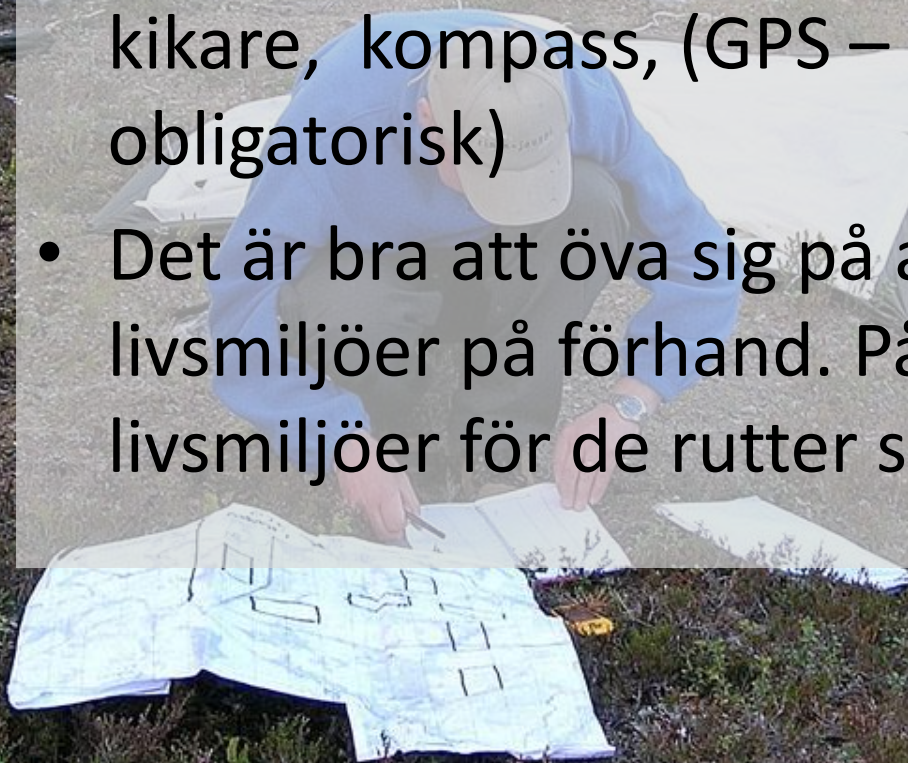 kikare, kompass, (GPS –
obligatorisk)
• Det är bra att öva sig på
livsmiljöer på förhand. På
livsmiljöer för de rutter